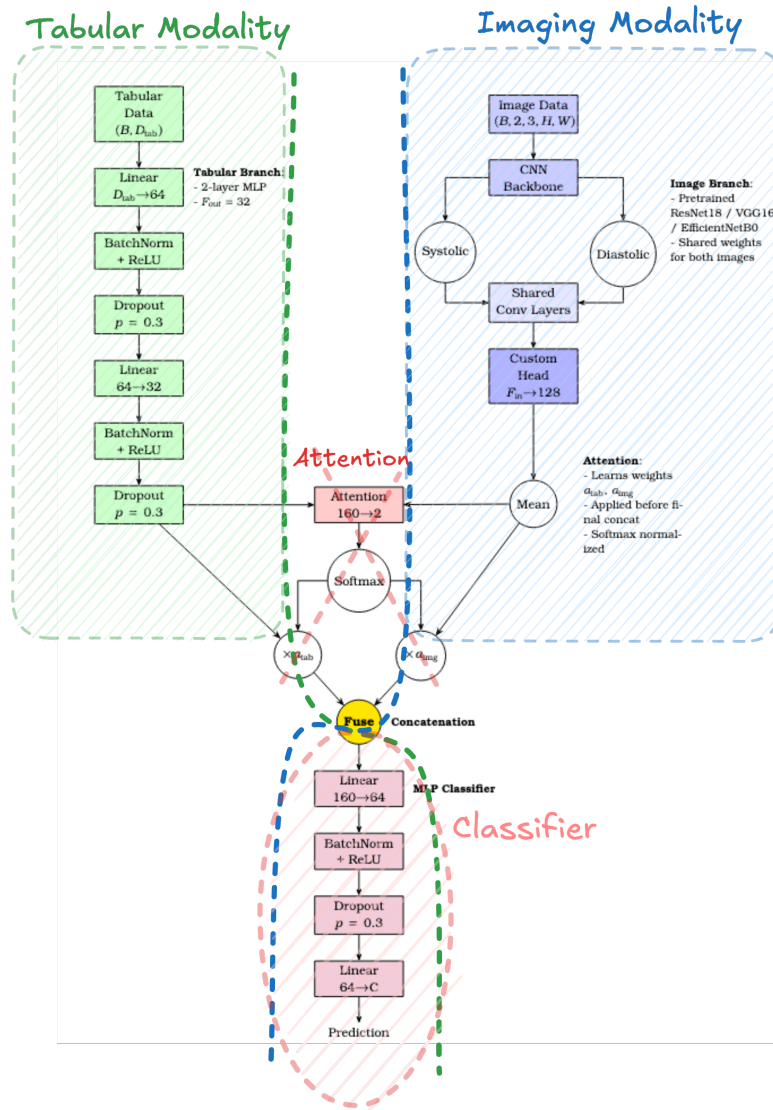 Tabular Modality
Imaging Modality
Tabular
Data
(B, D_tab)
Linear
D_tab→64
BatchNorm
+ ReLU
Dropout
p = 0.3
Linear
64→32
BatchNorm
+ ReLU
Dropout
p = 0.3
Tabular Branch:
- 2-layer MLP
- F_out = 32
Image Data
(B, 2, 3, H, W)
CNN
Backbone
Systolic
Diastolic
Shared
Conv Layers
Custom
Head
F_in→128
Mean
Image Branch:
- Pretrained
ResNet18 / VGG16
/ EfficientNetB0
- Shared weights
for both images
Attention:
- Learns weights
a_tab, a_img
- Applied before fi-
nal concat
- Softmax normal-
ized
Attention
Attention
160→2
Softmax
×a_tab
×a_img
Fuse
Concatenation
Linear
160→64
MLP Classifier
BatchNorm
+ ReLU
Dropout
p = 0.3
Linear
64→C
Prediction
Classifier